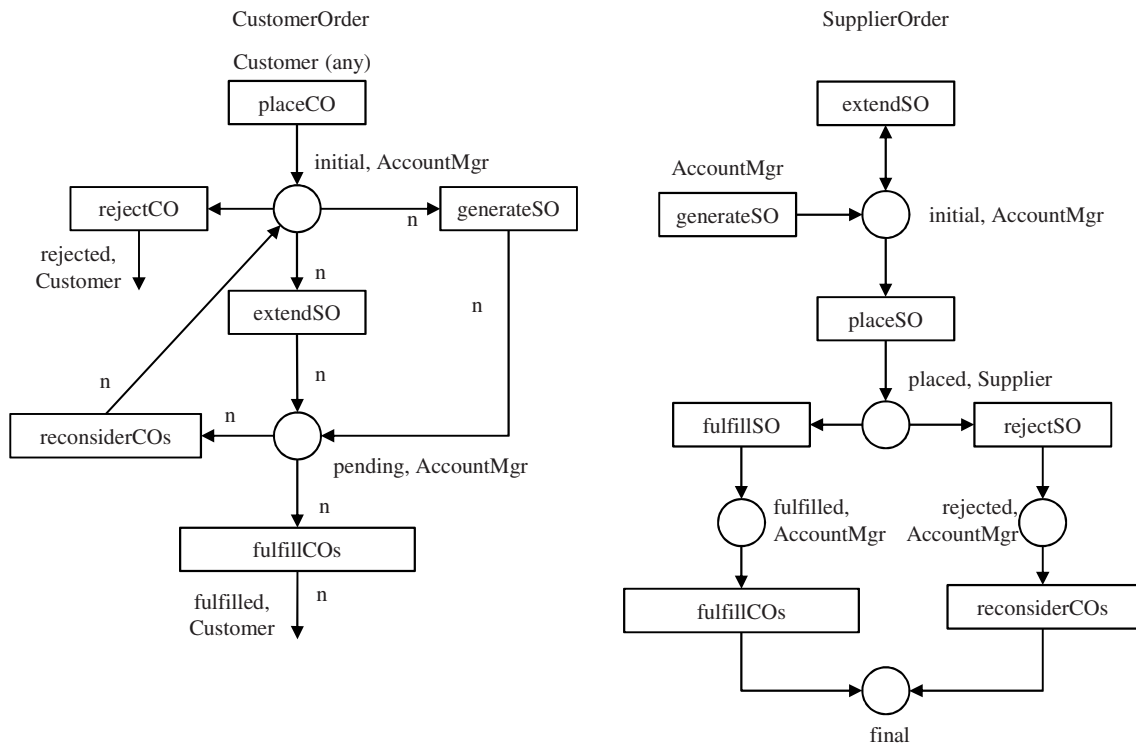 CustomerOrder
Customer (any)
placeCO
initial, AccountMgr
rejectCO
n
generateSO
rejected,
Customer
n
extendSO
n
n
n
n
reconsiderCOs
pending, AccountMgr
n
fulfillCOs
fulfilled,
Customer
n
SupplierOrder
extendSO
AccountMgr
generateSO
initial, AccountMgr
placeSO
placed, Supplier
fulfillSO
rejectSO
fulfilled,
AccountMgr
rejected,
AccountMgr
fulfillCOs
reconsiderCOs
final